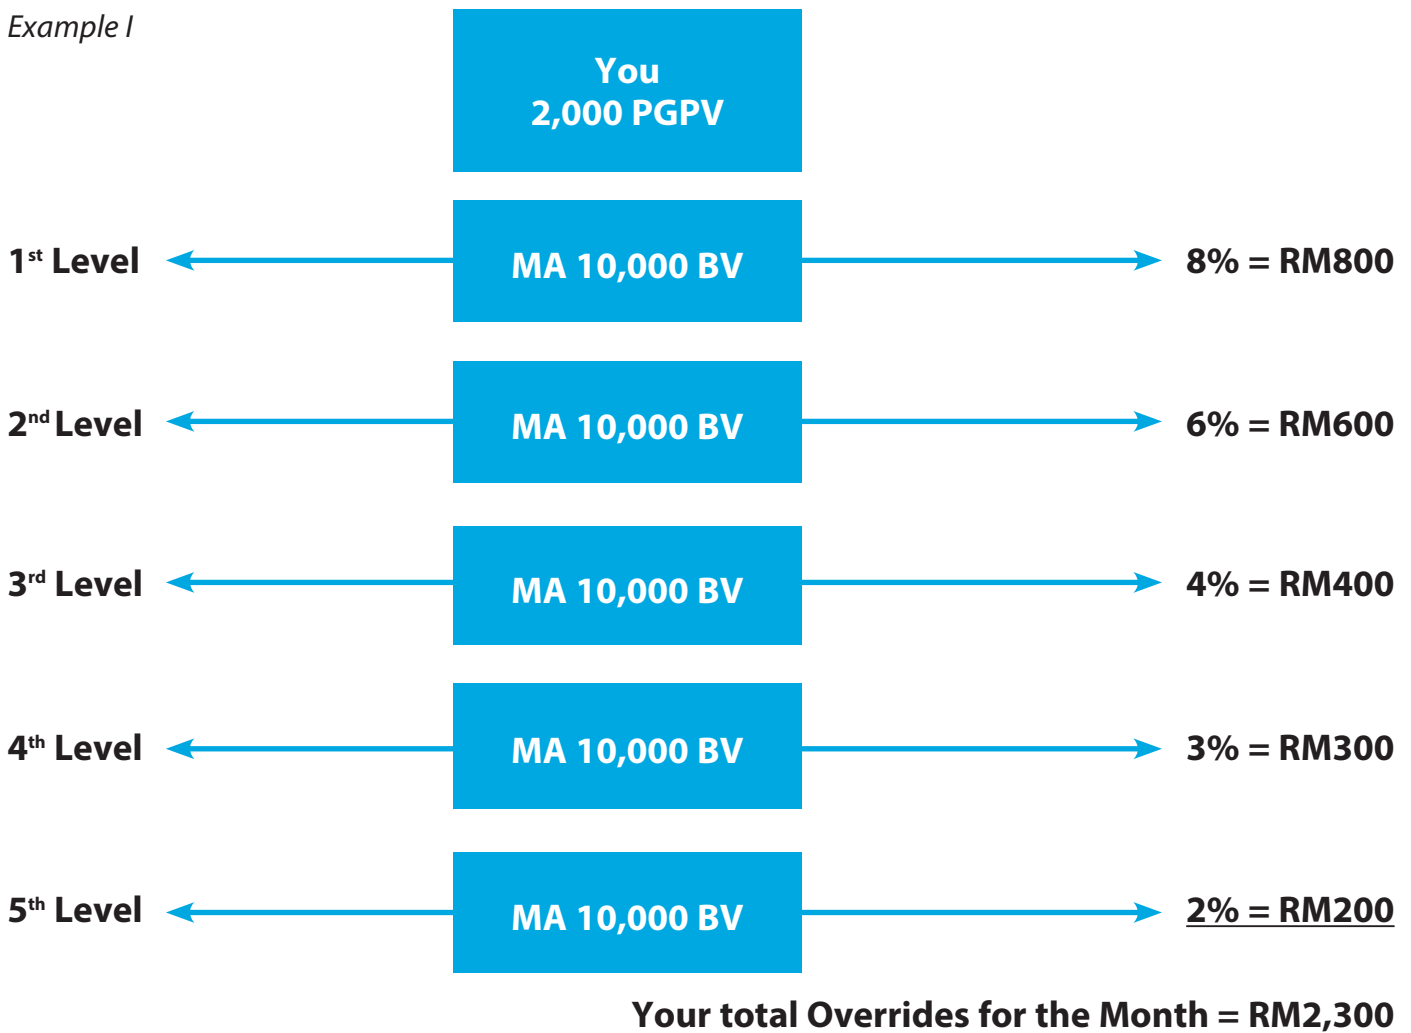 Example I
You
2,000 PGPV
1st Level MA 10,000 BV 8% = RM800
2nd Level MA 10,000 BV 6% = RM600
3rd Level MA 10,000 BV 4% = RM400
4th Level MA 10,000 BV 3% = RM300
5th Level MA 10,000 BV 2% = RM200
Your total Overrides for the Month = RM2,300